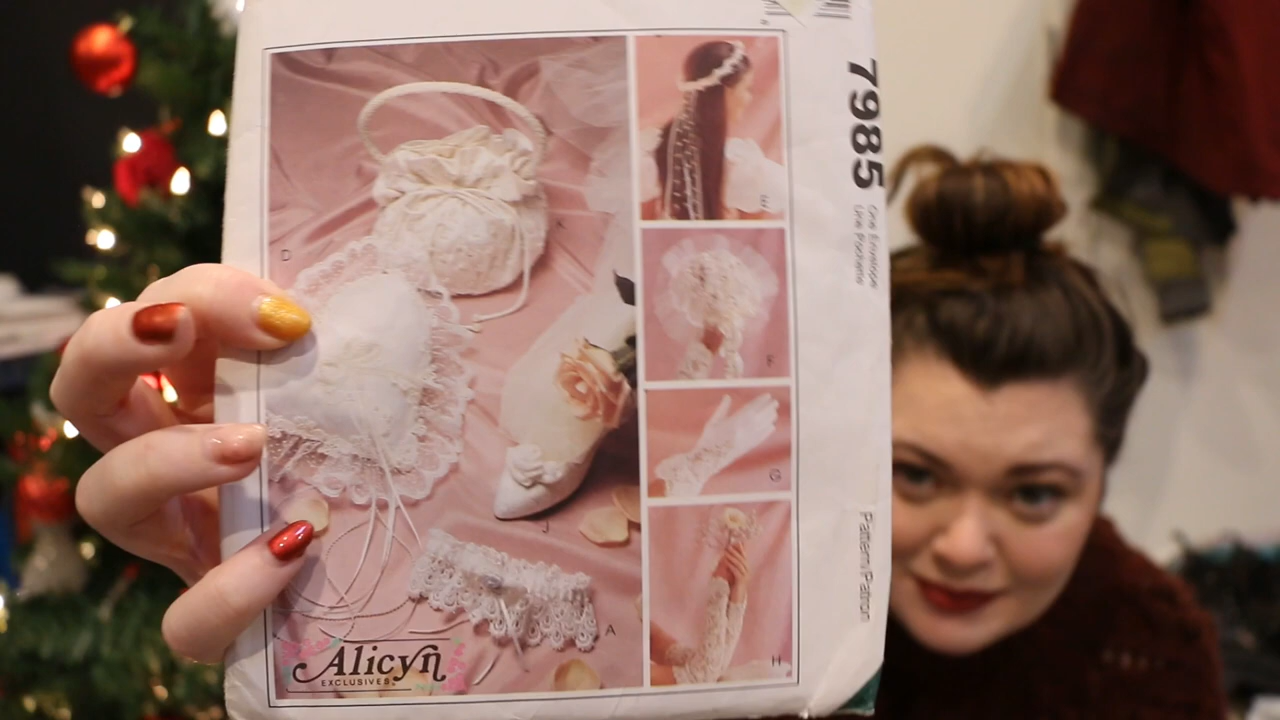 7985
One Envelope
Une Pochette
Pattern/Patron
D
K
E
F
G
J
A
H
Alicyn
EXCLUSIVES®